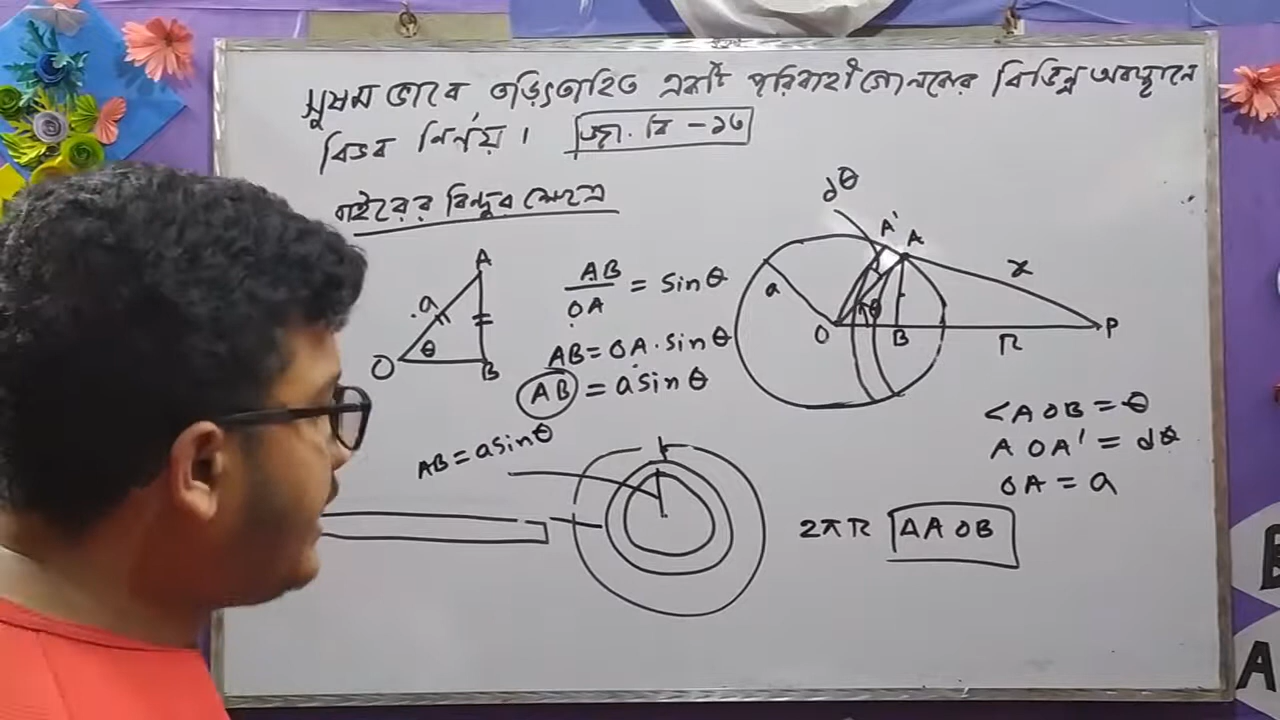 সুষম ভাবে তড়িৎতাহিত একটি পরিবাহী গোলকের বিভিন্ন অবস্থানে
বিভব নির্ণয়। জা. বি - ১৬
বাইরের বিন্দুর ক্ষেত্রে
A
a
θ
O
B
AB/OA = sinθ
AB = OA. sinθ
AB = a sinθ
AB = a sinθ
dθ
A' A
a
x
θ
O B R P
<AOB = θ
AOA' = dθ
OA = a
2πR ΔAOB
B
A